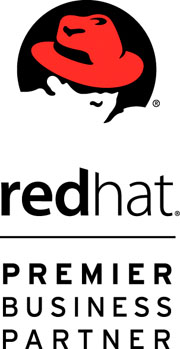 ®
redhat®
PREMIER
BUSINESS
PARTNER